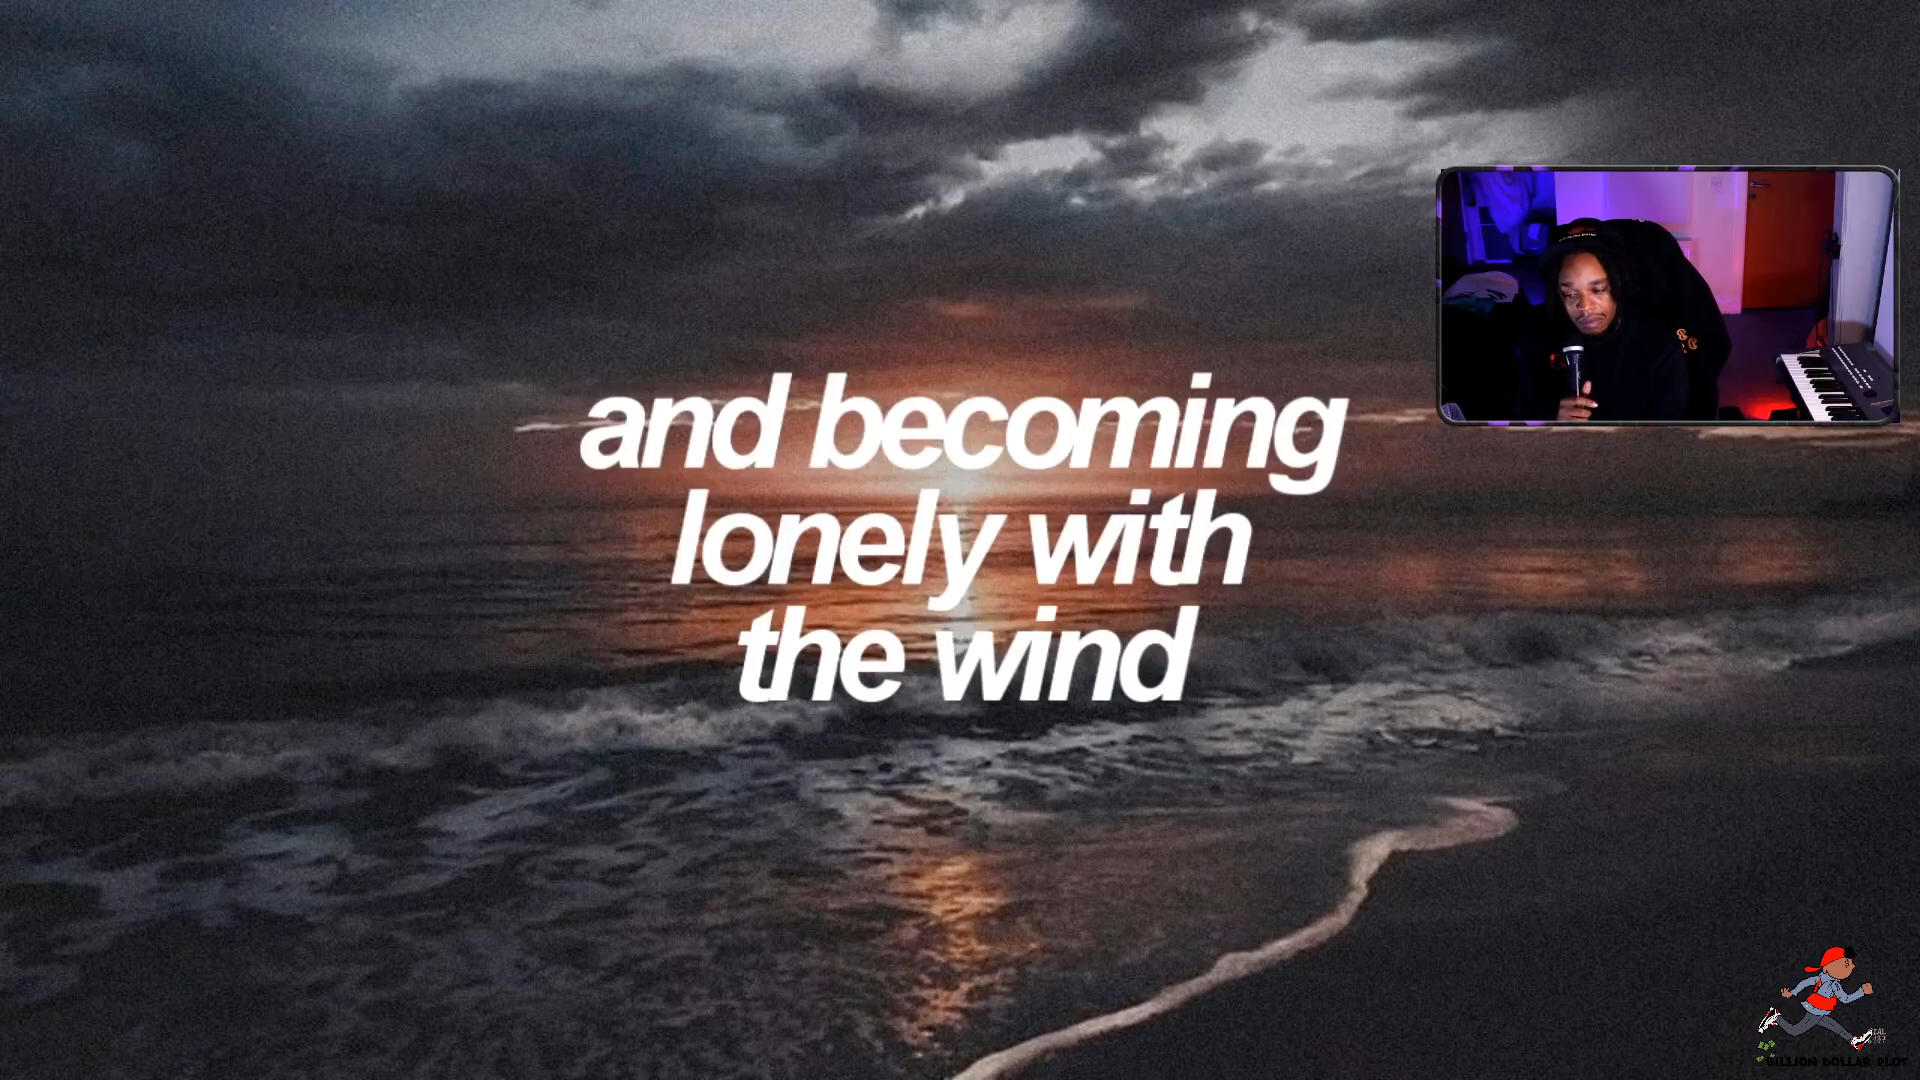 and becoming
lonely with
the wind
BILLION DOLLAR PLOT